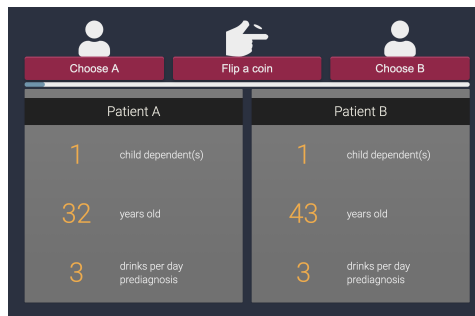 Choose A
Flip a coin
Choose B
Patient A
1 child dependent(s)
32 years old
3 drinks per day
prediagnosis
Patient B
1 child dependent(s)
43 years old
3 drinks per day
prediagnosis